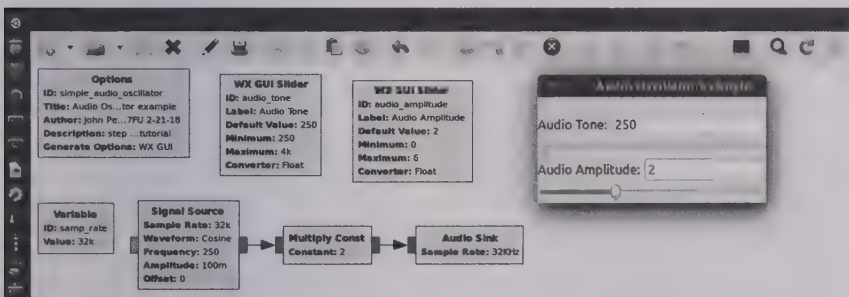 Options
ID: simple_audio_oscillator
Title: Audio Os...tor example
Author: John Pe...7FU 2-21-18
Description: step ...tutorial
Generate Options: WX GUI
WX GUI Slider
ID: audio_tone
Label: Audio Tone
Default Value: 250
Minimum: 250
Maximum: 4k
Converter: Float
WX GUI Slider
ID: audio_amplitude
Label: Audio Amplitude
Default Value: 2
Minimum: 0
Maximum: 6
Converter: Float
Audio Tone: 250
Audio Amplitude: 2
Variable
ID: samp_rate
Value: 32k
Signal Source
Sample Rate: 32k
Waveform: Cosine
Frequency: 250
Amplitude: 100m
Offset: 0
Multiply Const
Constant: 2
Audio Sink
Sample Rate: 32KHz